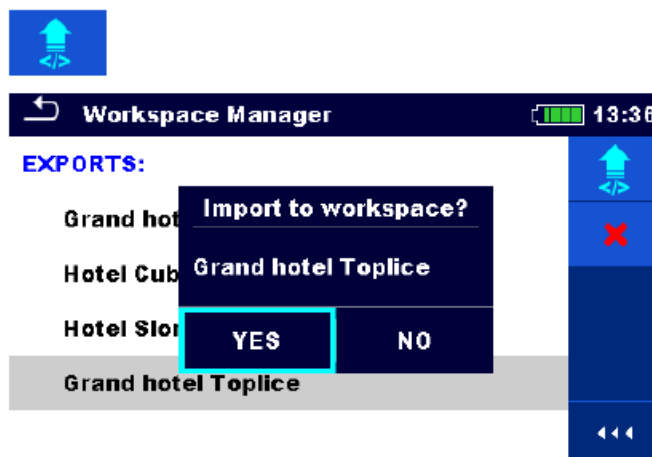 </>
Workspace Manager 13:36
EXPORTS:
</>
Grand hot
Import to workspace?
Hotel Cub
Grand hotel Toplice
Hotel Slo
YES NO
Grand hotel Toplice